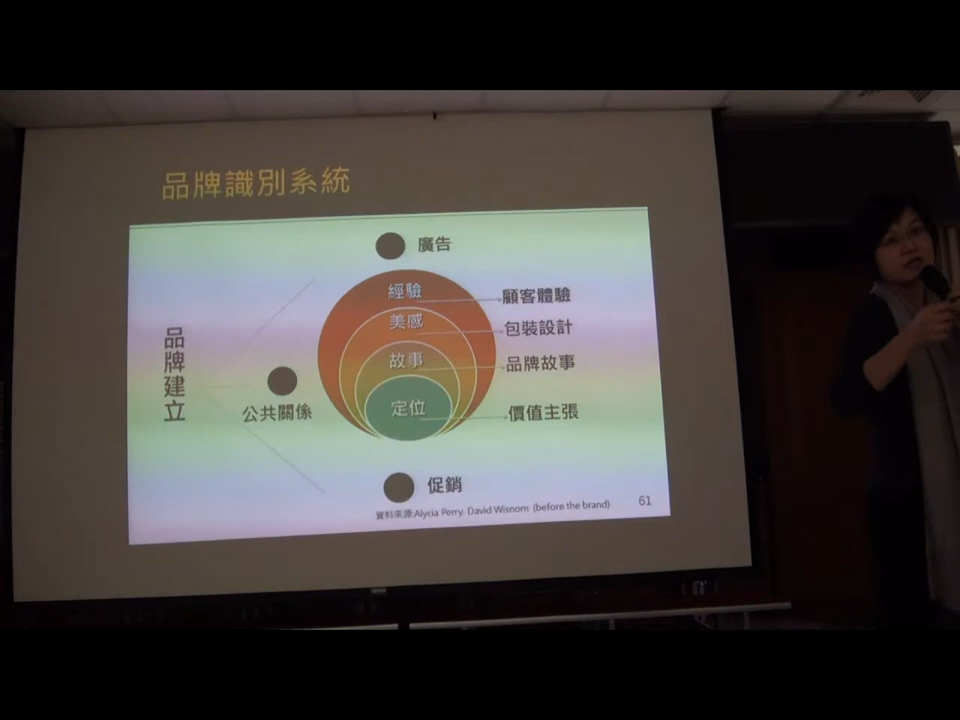 品牌識別系統
廣告
經驗
顧客體驗
美感
包裝設計
品牌建立
故事
品牌故事
公共關係
定位
價值主張
促銷
資料來源:Alycia Perry. David Wisnom (before the brand)
61